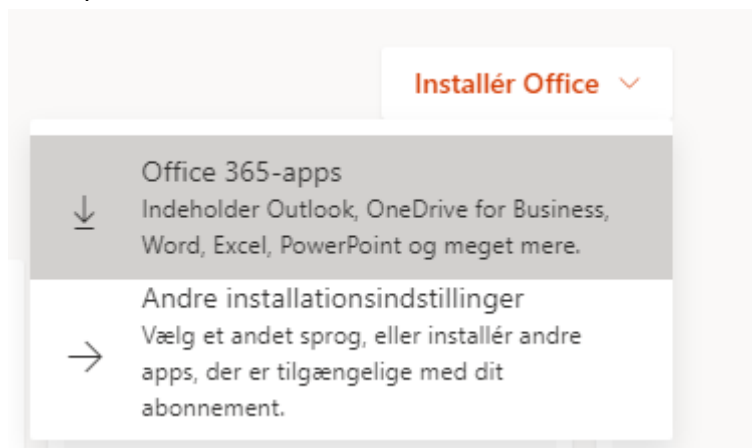 Installér Office
Office 365-apps
Indeholder Outlook, OneDrive for Business,
Word, Excel, PowerPoint og meget mere.
Andre installationsindstillinger
Vælg et andet sprog, eller installér andre
apps, der er tilgængelige med dit
abonnement.